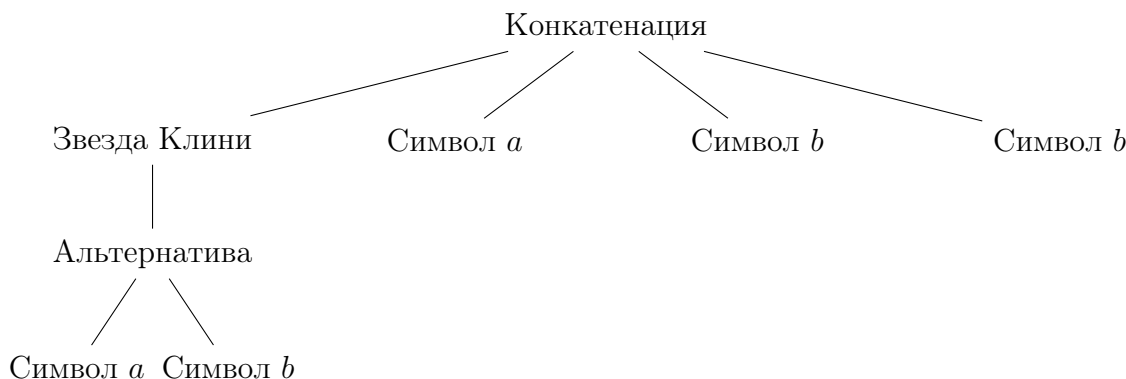 Конкатенация
Звезда Клини Символ a Символ b Символ b
Альтернатива
Символ a Символ b